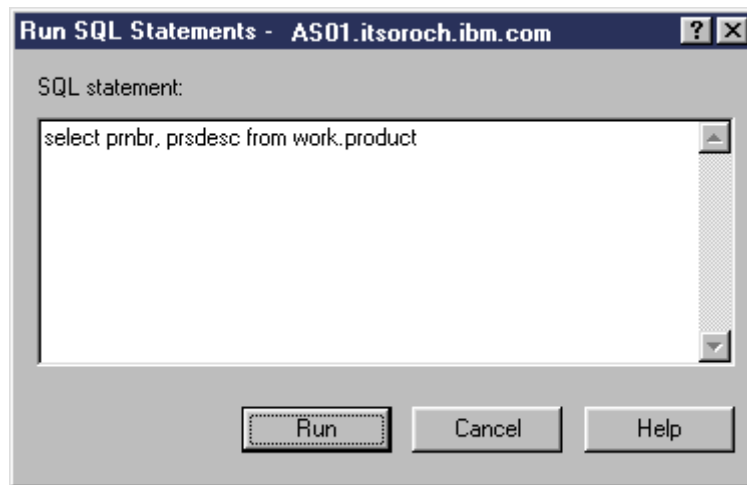 Run SQL Statements - AS01.itsoroch.ibm.com
SQL statement:
select prnbr, prsdesc from work.product
Run Cancel Help